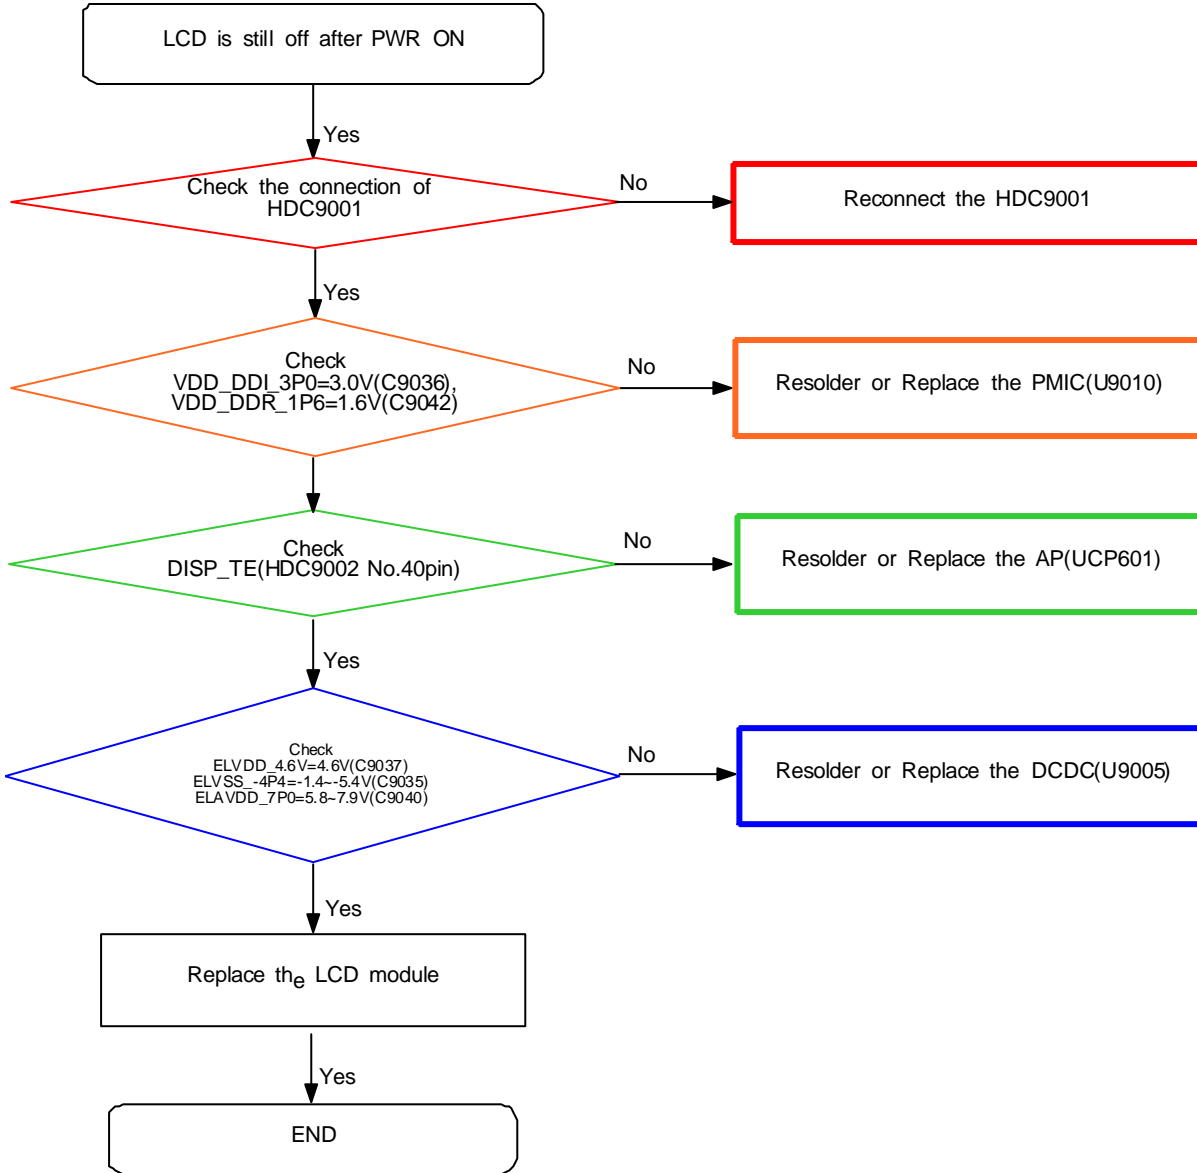 LCD is still off after PWR ON
Yes
Check the connection of
HDC9001
No
Reconnect the HDC9001
Yes
Check
VDD_DDI_3P0=3.0V(C9036),
VDD_DDR_1P6=1.6V(C9042)
No
Resolder or Replace the PMIC(U9010)
Check
DISP_TE(HDC9002 No.40pin)
No
Resolder or Replace the AP(UCP601)
Yes
Check
ELVDD_4.6V=4.6V(C9037)
ELVSS_-4P4=-1.4~-5.4V(C9035)
ELAVDD_7P0=5.8~7.9V(C9040)
No
Resolder or Replace the DCDC(U9005)
Yes
Replace the LCD module
Yes
END